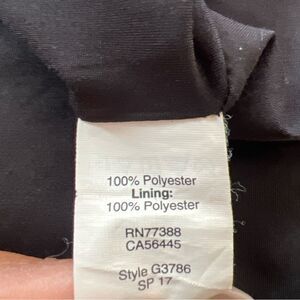 100% Polyester
Lining:
100% Polyester
RN77388
CA56445
Style G3786
SP 17